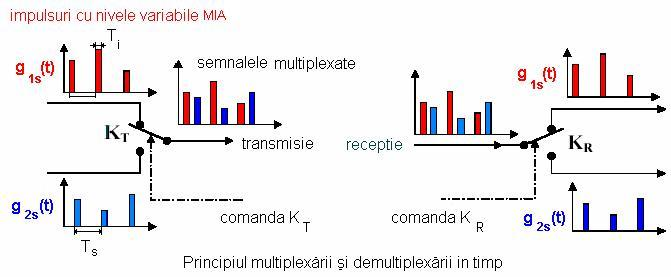 impulsuri cu nivele variabile MIA
T i
g 1s(t)
semnalele multiplexate
g 1s(t)
K T
transmisie
receptie
K R
g 2s(t)
T s
comanda K T
comanda K R
g 2s(t)
Principiul multiplexării și demultiplexării in timp